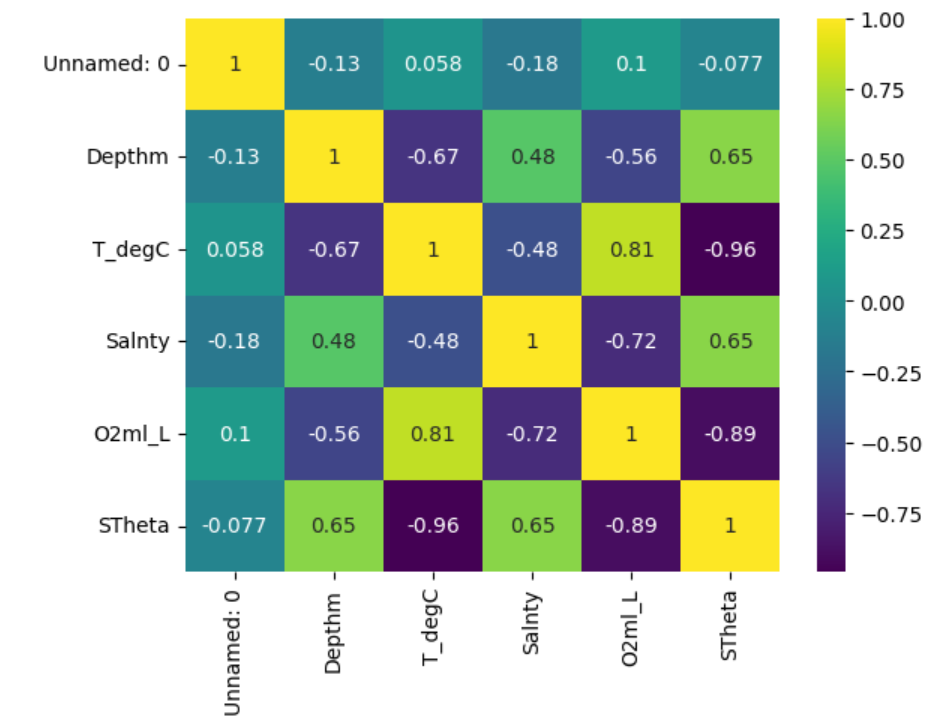 Unnamed: 0 1 -0.13 0.058 -0.18 0.1 -0.077
Depthm -0.13 1 -0.67 0.48 -0.56 0.65
T_degC 0.058 -0.67 1 -0.48 0.81 -0.96
Salnty -0.18 0.48 -0.48 1 -0.72 0.65
O2ml_L 0.1 -0.56 0.81 -0.72 1 -0.89
STheta -0.077 0.65 -0.96 0.65 -0.89 1
Unnamed: 0
Depthm
T_degC
Salnty
O2ml_L
STheta
1.00
0.75
0.50
0.25
0.00
−0.25
−0.50
−0.75